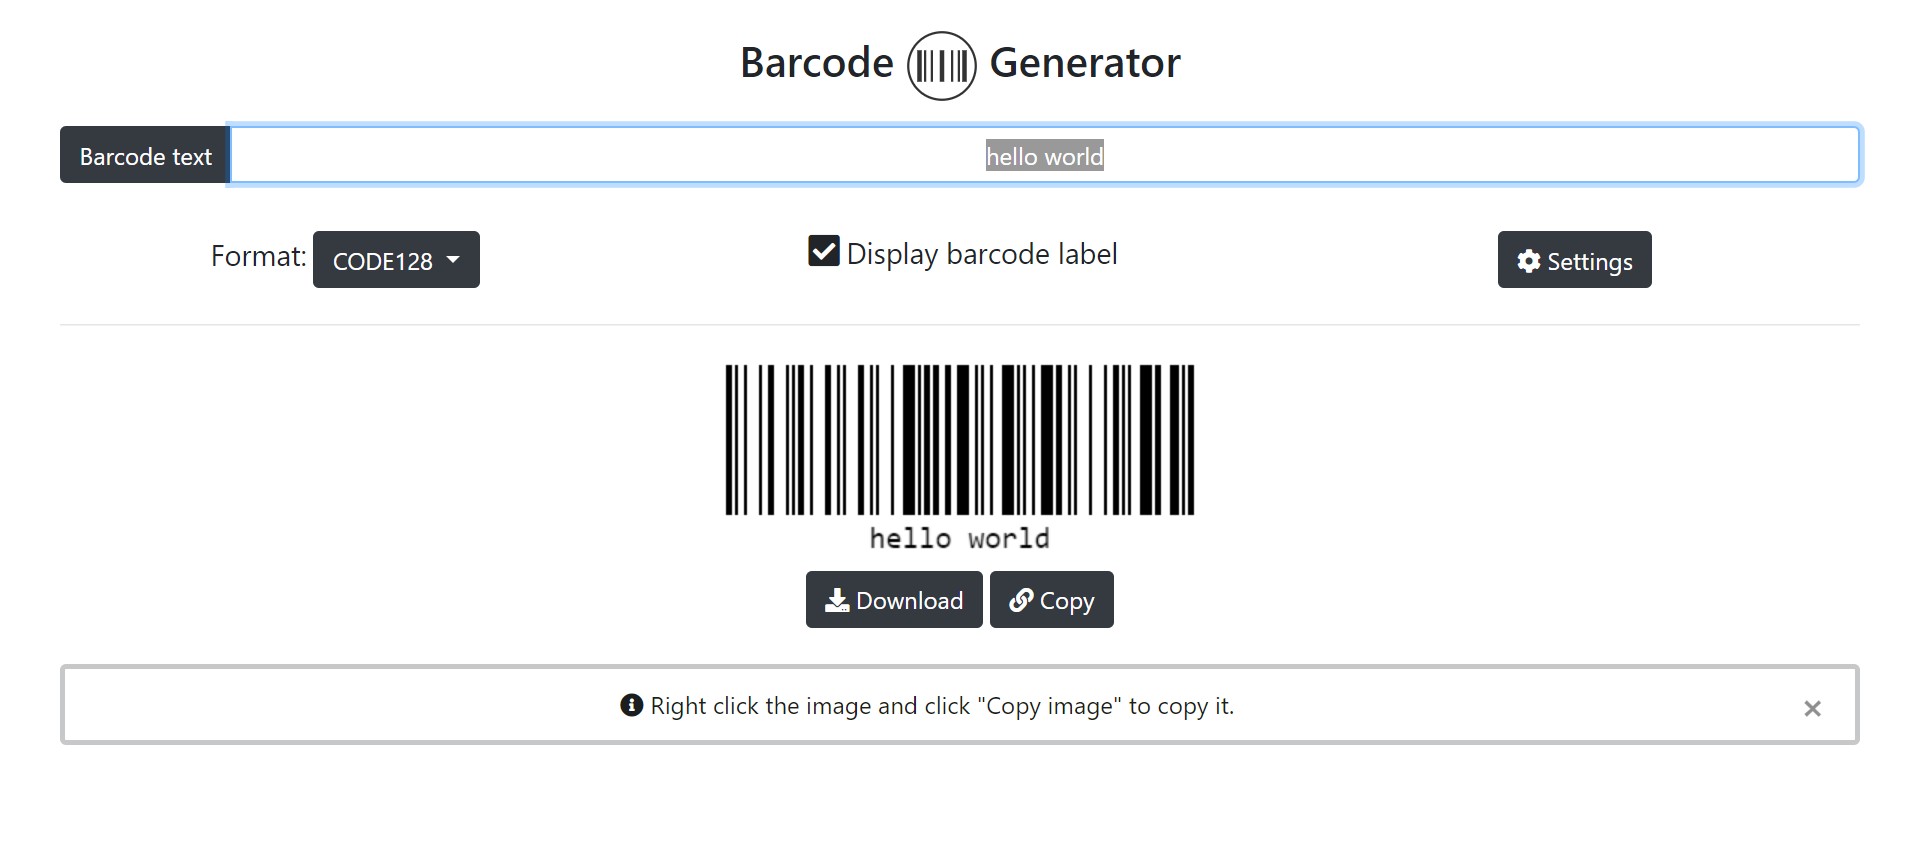 Barcode Generator
Barcode text hello world
Format: CODE128 Display barcode label Settings
hello world
Download Copy
Right click the image and click "Copy image" to copy it. ×